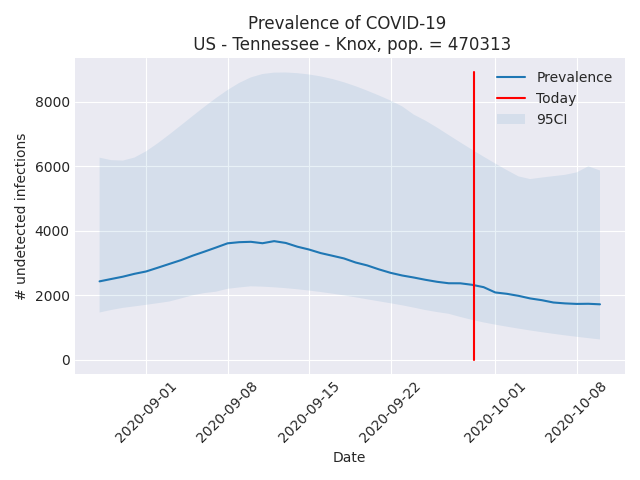 Prevalence of COVID-19
US - Tennessee - Knox, pop. = 470313
Prevalence
Today
95CI
# undetected infections
8000
6000
4000
2000
0
2020-09-01
2020-09-08
2020-09-15
2020-09-22
2020-10-01
2020-10-08
Date